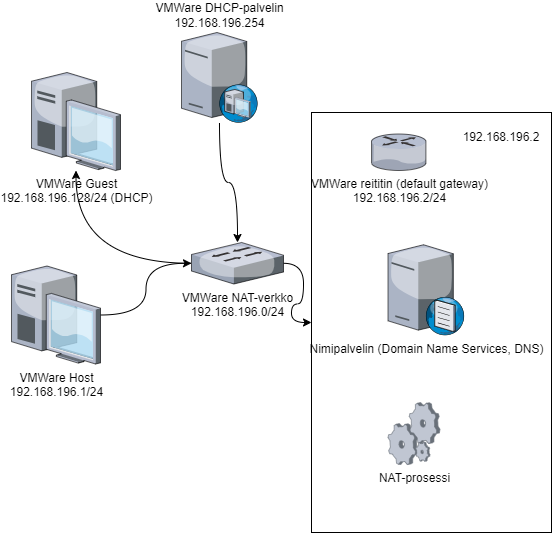 VMWare DHCP-palvelin
192.168.196.254
192.168.196.2
VMWare Guest
192.168.196.128/24 (DHCP)
VMWare reititin (default gateway)
192.168.196.2/24
VMWare NAT-verkko
192.168.196.0/24
Nimipalvelin (Domain Name Services, DNS)
VMWare Host
192.168.196.1/24
NAT-prosessi